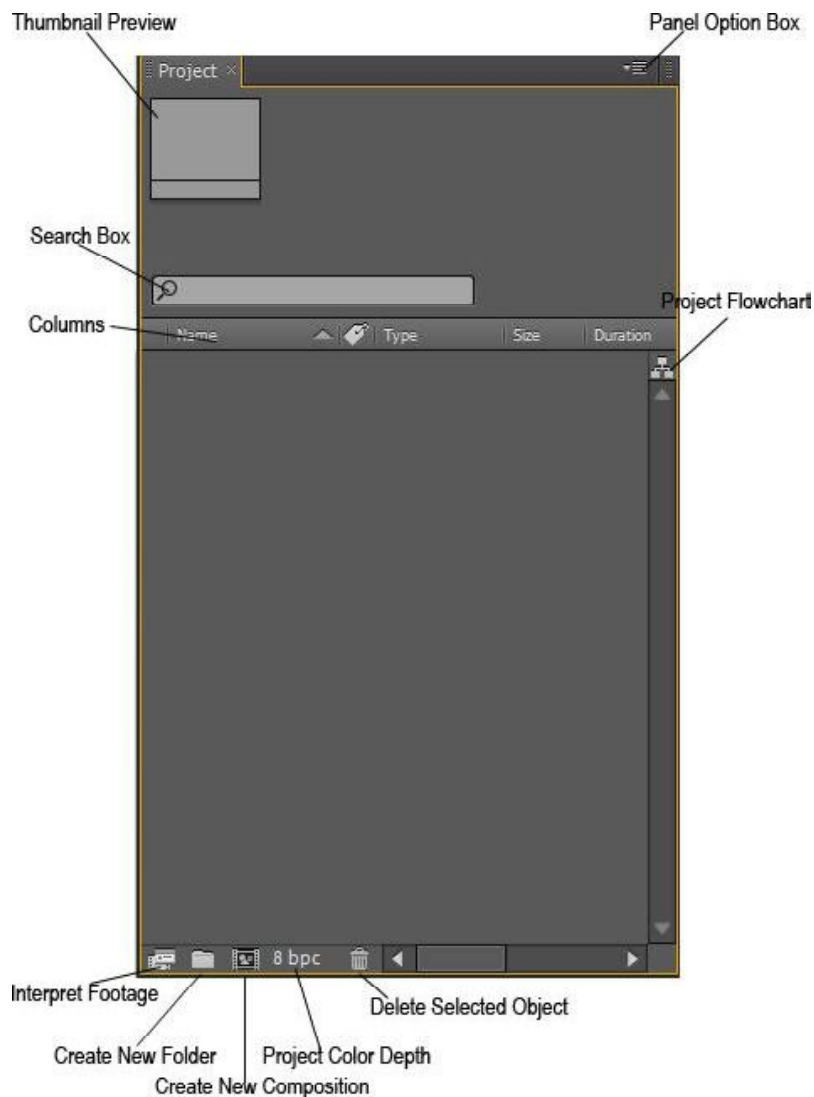 Thumbnail Preview
Panel Option Box
Project
Search Box
Project Flowchart
Columns
Name Type Size Duration
8 bpc
Interpret Footage
Delete Selected Object
Create New Folder
Project Color Depth
Create New Composition